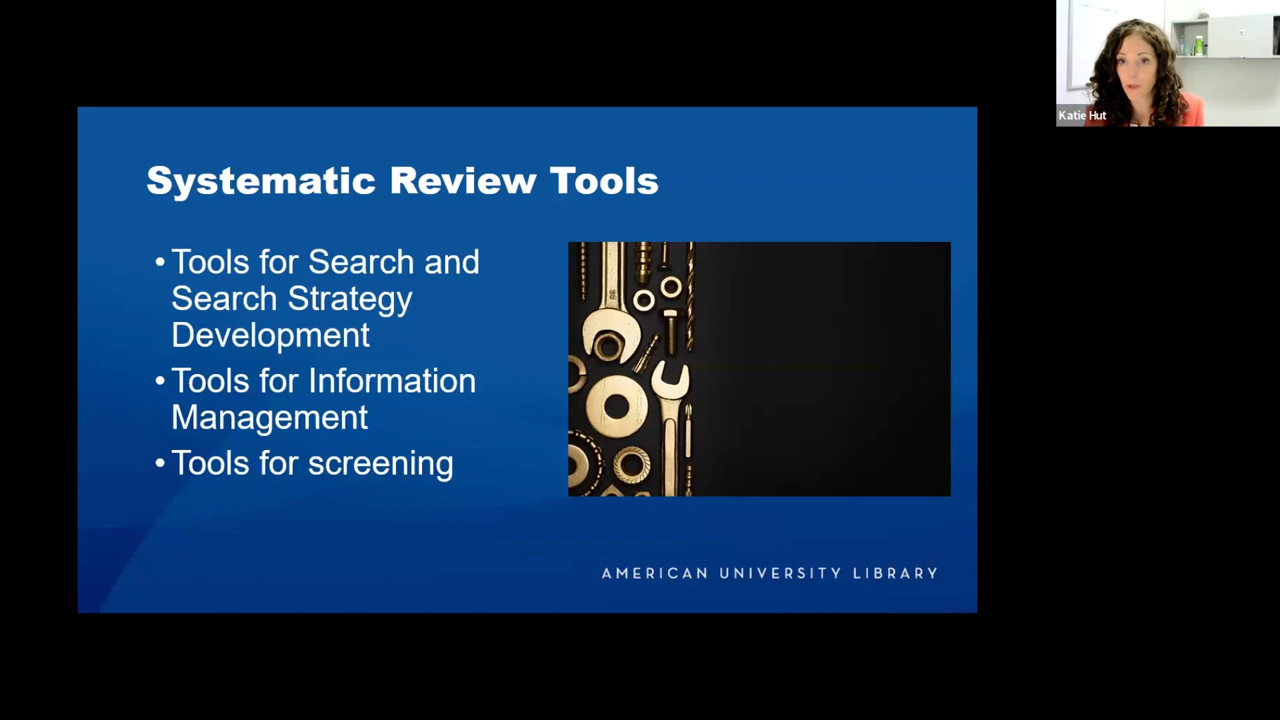 Katie Hut
Systematic Review Tools
• Tools for Search and
Search Strategy
Development
• Tools for Information
Management
• Tools for screening
AMERICAN UNIVERSITY LIBRARY